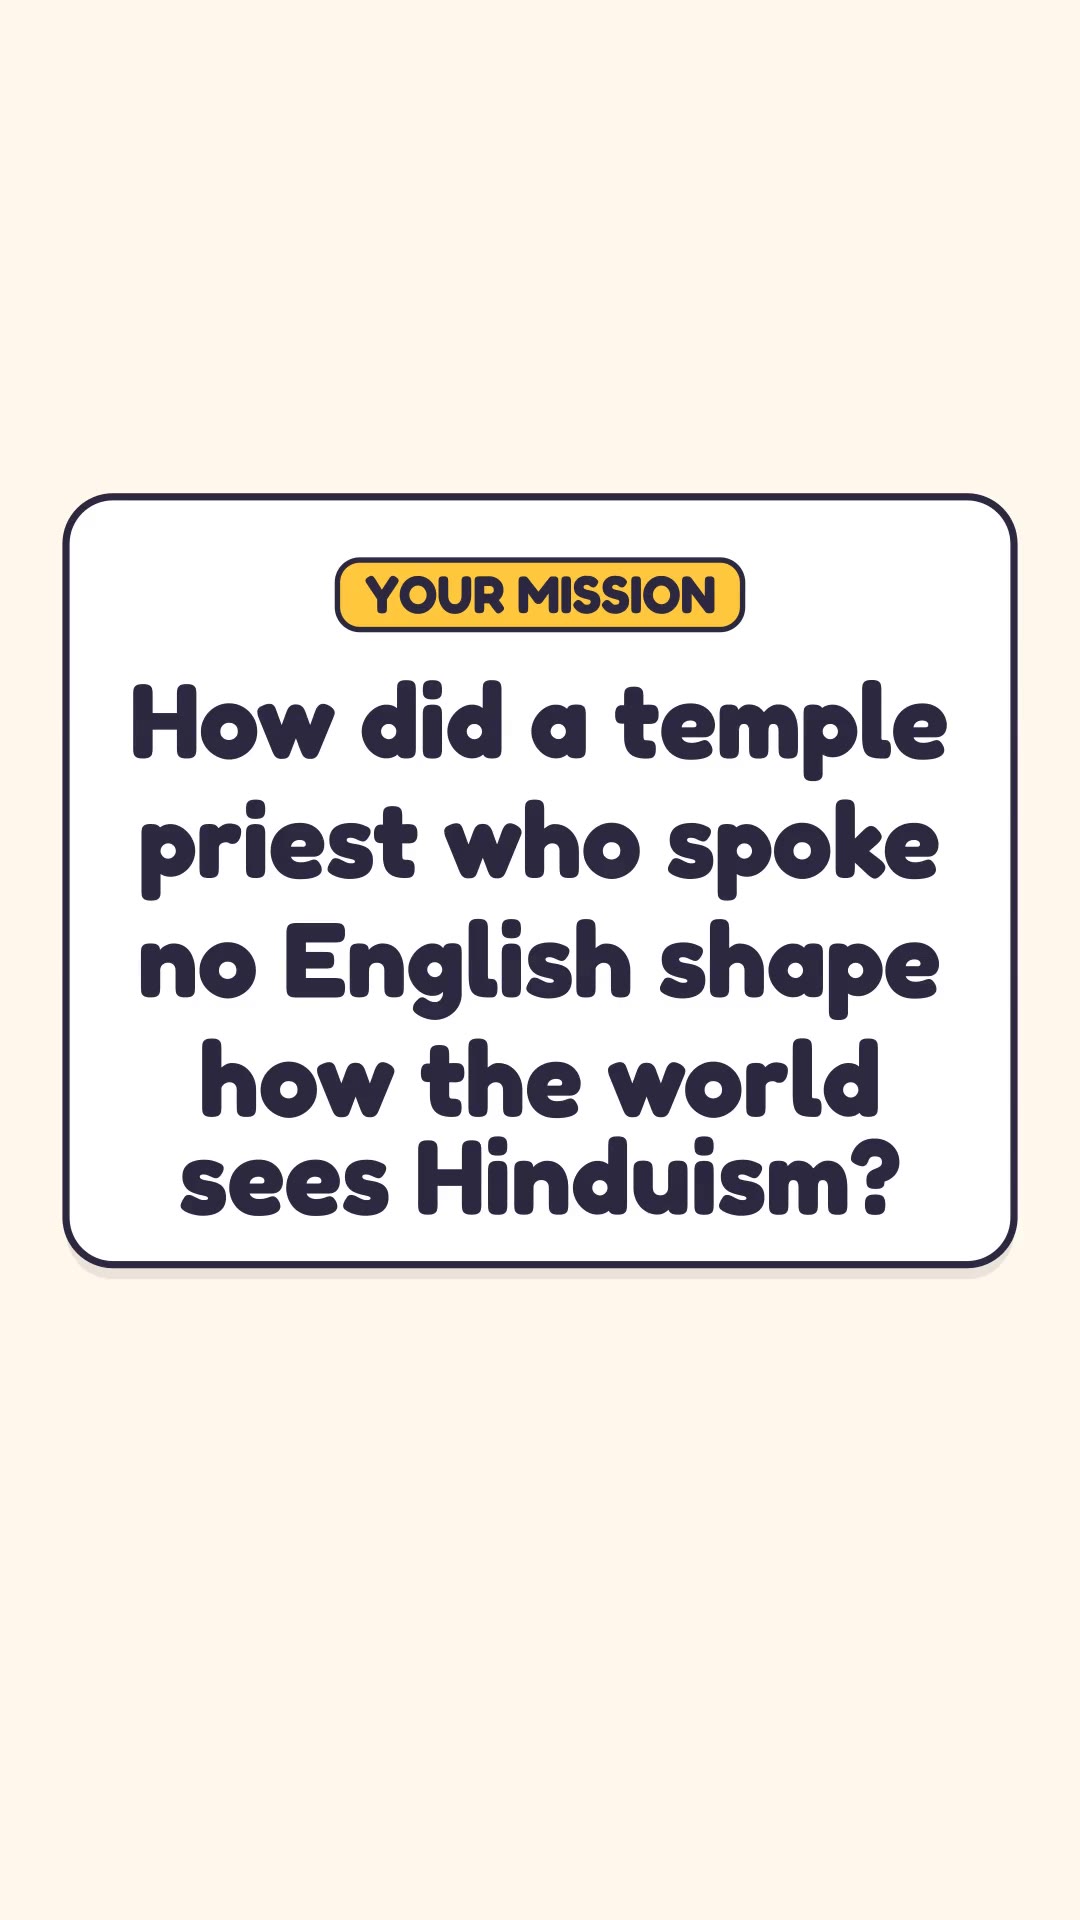 YOUR MISSION
How did a temple
priest who spoke
no English shape
how the world
sees Hinduism?